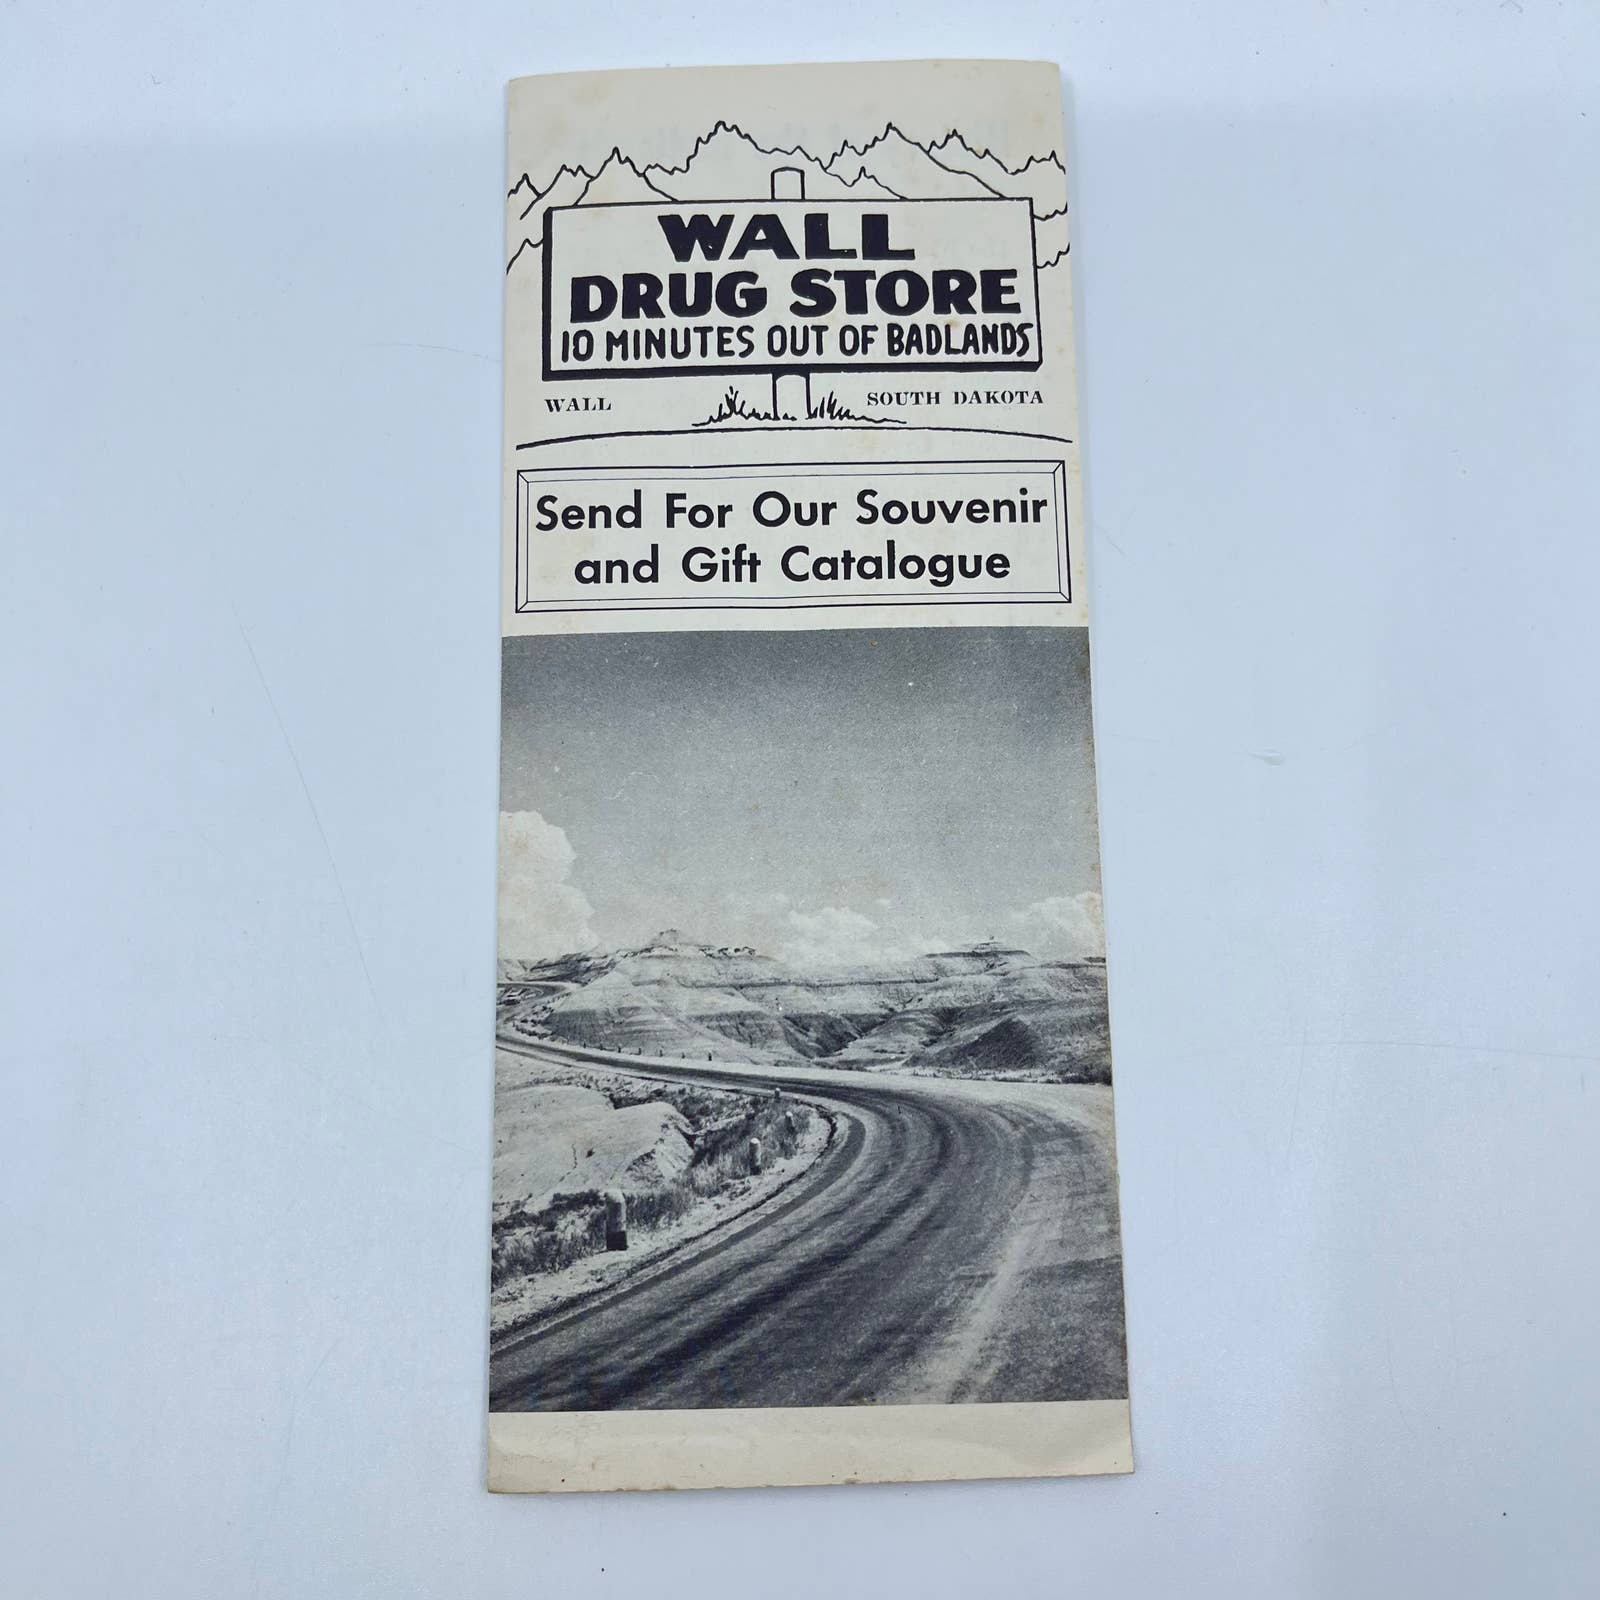 WALL
DRUG STORE
10 MINUTES OUT OF BADLANDS
WALL SOUTH DAKOTA
Send For Our Souvenir
and Gift Catalogue